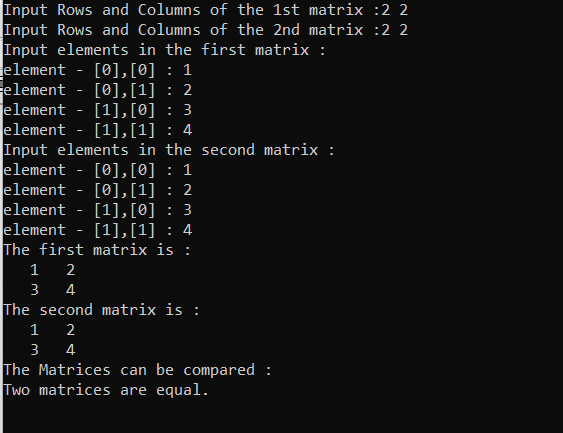 Input Rows and Columns of the 1st matrix :2 2
Input Rows and Columns of the 2nd matrix :2 2
Input elements in the first matrix :
element - [0],[0] : 1
element - [0],[1] : 2
element - [1],[0] : 3
element - [1],[1] : 4
Input elements in the second matrix :
element - [0],[0] : 1
element - [0],[1] : 2
element - [1],[0] : 3
element - [1],[1] : 4
The first matrix is :
   1   2
   3   4
The second matrix is :
   1   2
   3   4
The Matrices can be compared :
Two matrices are equal.